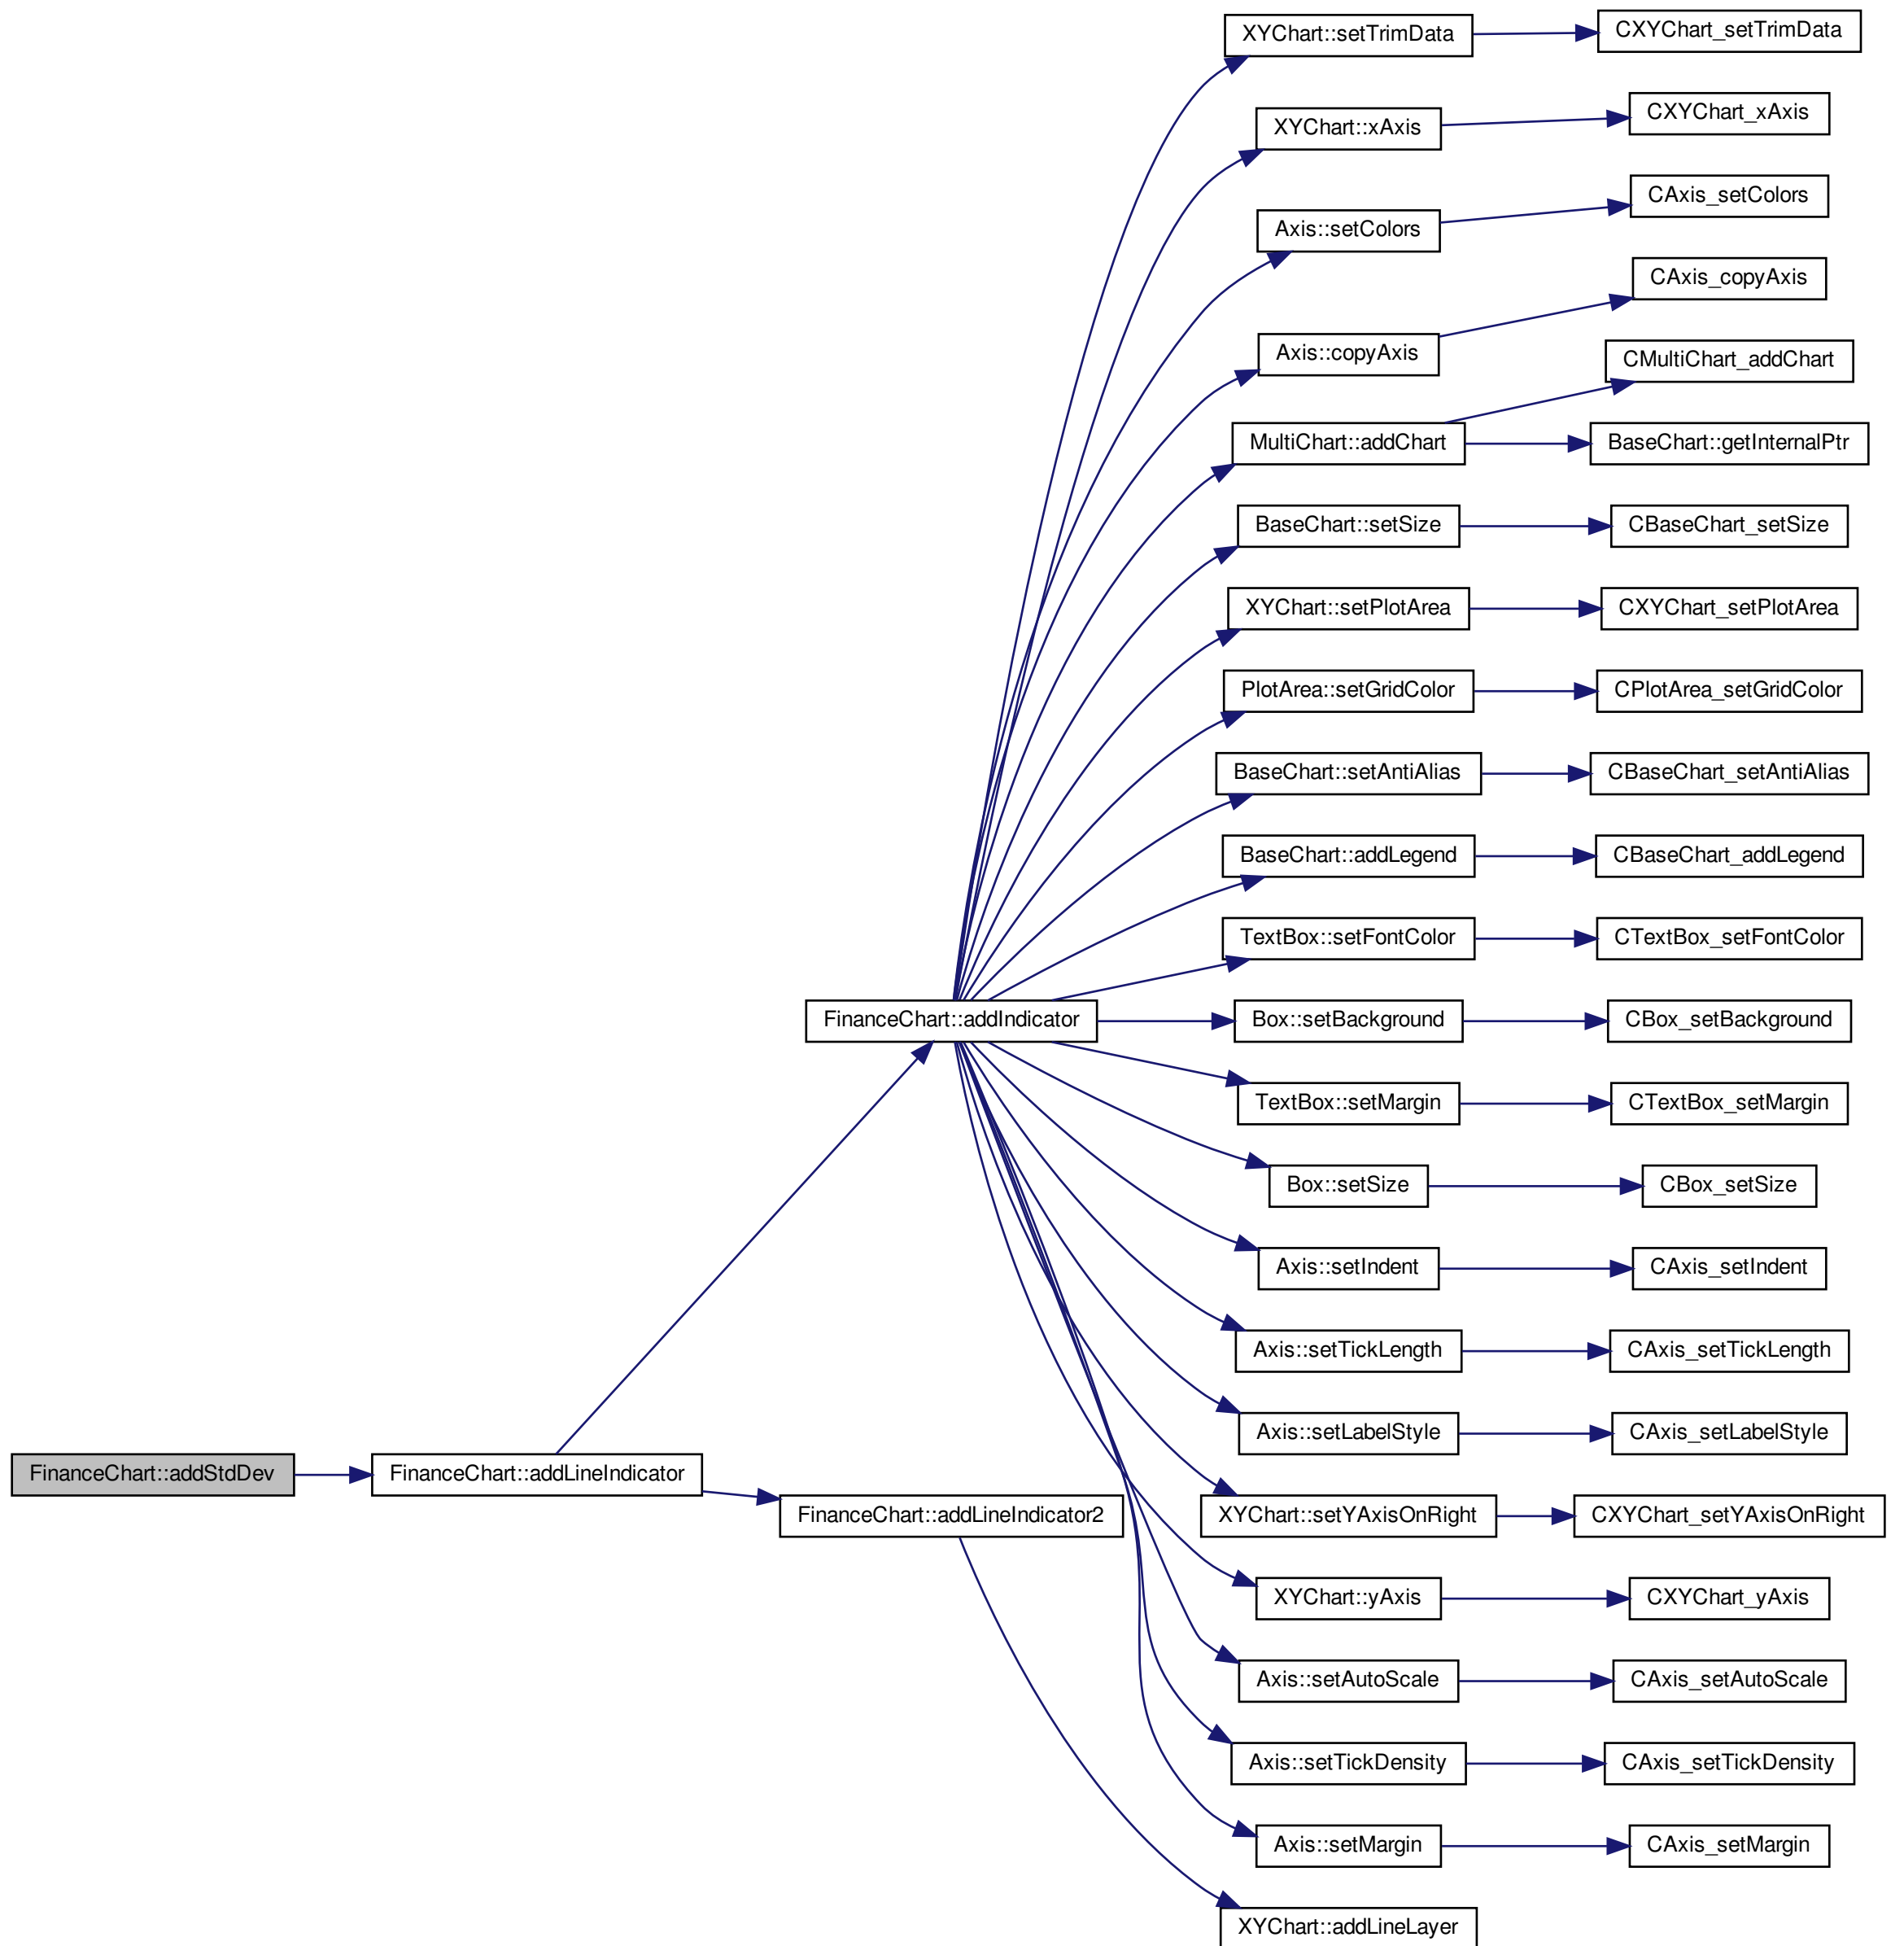 XYChart::setTrimData
CXYChart_setTrimData
XYChart::xAxis
CXYChart_xAxis
Axis::setColors
CAxis_setColors
Axis::copyAxis
CAxis_copyAxis
CMultiChart_addChart
MultiChart::addChart
BaseChart::getInternalPtr
BaseChart::setSize
CBaseChart_setSize
XYChart::setPlotArea
CXYChart_setPlotArea
PlotArea::setGridColor
CPlotArea_setGridColor
BaseChart::setAntiAlias
CBaseChart_setAntiAlias
BaseChart::addLegend
CBaseChart_addLegend
TextBox::setFontColor
CTextBox_setFontColor
FinanceChart::addIndicator
Box::setBackground
CBox_setBackground
TextBox::setMargin
CTextBox_setMargin
Box::setSize
CBox_setSize
Axis::setIndent
CAxis_setIndent
Axis::setTickLength
CAxis_setTickLength
Axis::setLabelStyle
CAxis_setLabelStyle
FinanceChart::addStdDev
FinanceChart::addLineIndicator
FinanceChart::addLineIndicator2
XYChart::setYAxisOnRight
CXYChart_setYAxisOnRight
XYChart::yAxis
CXYChart_yAxis
Axis::setAutoScale
CAxis_setAutoScale
Axis::setTickDensity
CAxis_setTickDensity
Axis::setMargin
CAxis_setMargin
XYChart::addLineLayer